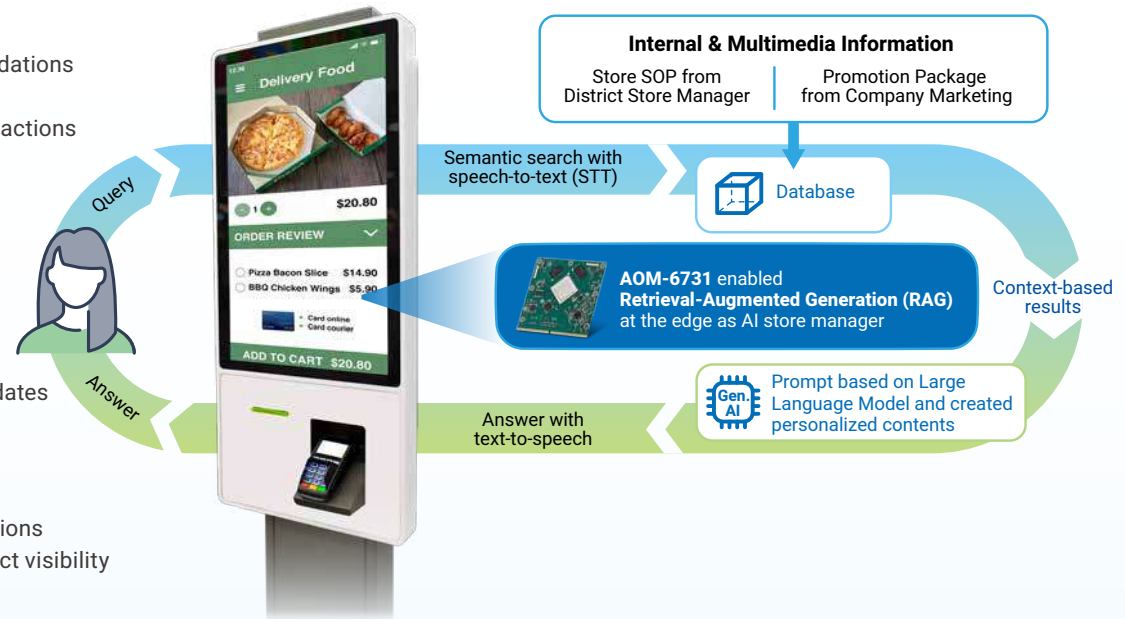 dations
actions
dates
tions
ct visibility
Query
Answer
12:30
Delivery Food
1
$20.80
ORDER REVIEW
Pizza Bacon Slice $14.90
BBQ Chicken Wings $5.90
Card online
Card courier
ADD TO CART $20.80
Semantic search with
speech-to-text (STT)
Internal & Multimedia Information
Store SOP from
District Store Manager
Promotion Package
from Company Marketing
Database
AOM-6731 enabled
Retrieval-Augmented Generation (RAG)
at the edge as AI store manager
Context-based
results
Gen.
AI
Prompt based on Large
Language Model and created
personalized contents
Answer with
text-to-speech